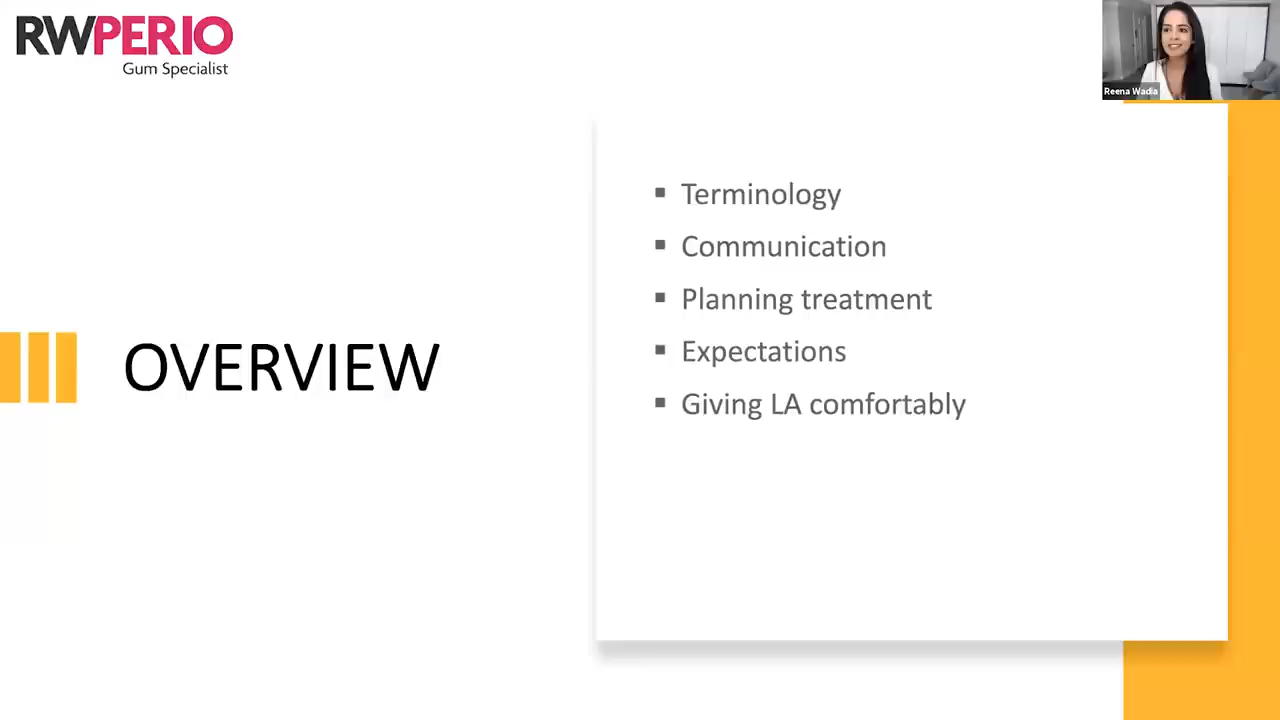 RWPERIO
Gum Specialist
Reena Wadia
OVERVIEW
Terminology
Communication
Planning treatment
Expectations
Giving LA comfortably